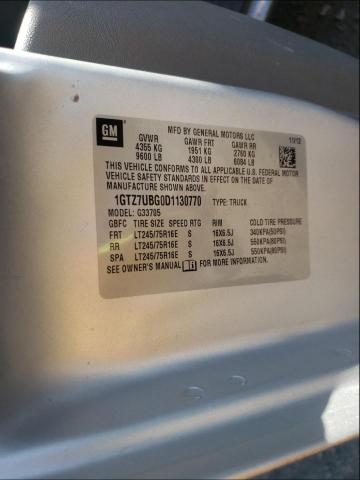 GM
MFD BY GENERAL MOTORS LLC 11/12
GVWR GAWR FRT GAWR RR
4355 KG 1951 KG 2760 KG
9600 LB 4300 LB 6084 LB
THIS VEHICLE CONFORMS TO ALL APPLICABLE U.S. FEDERAL MOTOR
VEHICLE SAFETY STANDARDS IN EFFECT ON THE DATE OF
MANUFACTURE SHOWN ABOVE.
1GTZ7UBG0D1130770 TYPE: TRUCK
MODEL: G33705
GBFC TIRE SIZE SPEED RTG RIM COLD TIRE PRESSURE
FRT LT245/75R16E S 16X6.5J 340KPA(50PSI)
RR LT245/75R16E S 16X6.5J 550KPA(80PSI)
SPA LT245/75R16E S 16X6.5J 550KPA(80PSI)
SEE OWNER'S MANUAL FOR MORE INFORMATION.